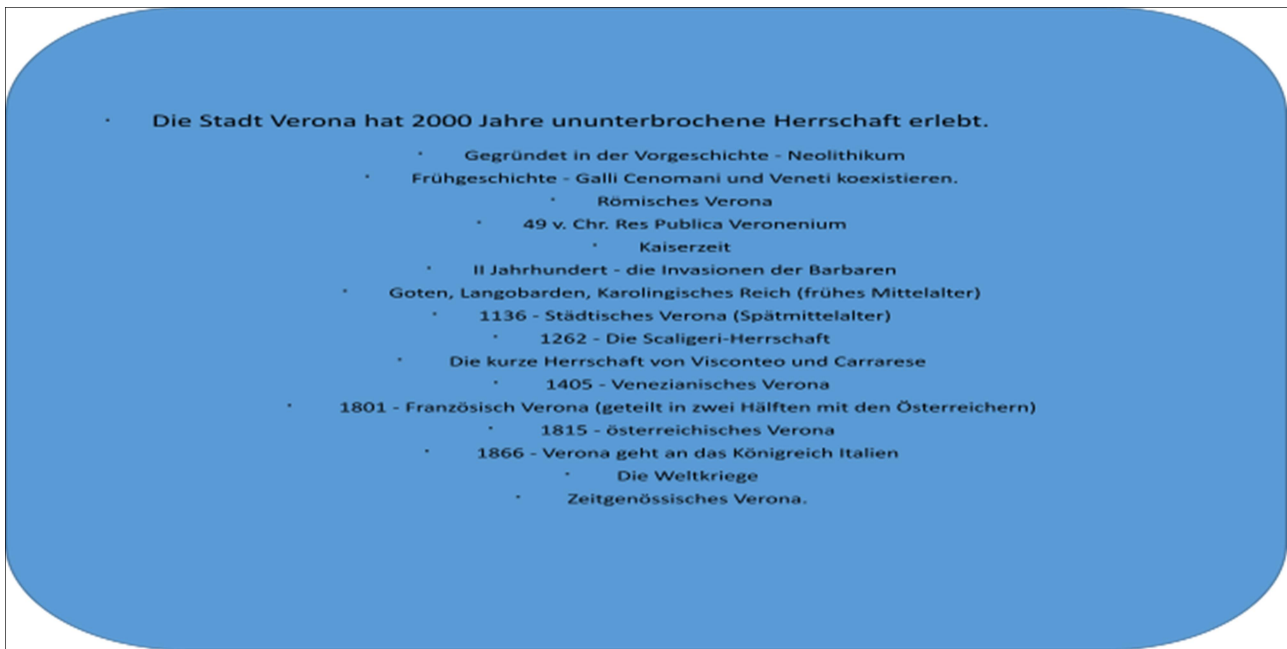 · Die Stadt Verona hat 2000 Jahre ununterbrochene Herrschaft erlebt.
· Gegründet in der Vorgeschichte - Neolithikum
· Frühgeschichte - Galli Cenomani und Veneti koexistieren.
· Römisches Verona
· 49 v. Chr. Res Publica Veronenium
· Kaiserzeit
· II Jahrhundert - die Invasionen der Barbaren
· Goten, Langobarden, Karolingisches Reich (frühes Mittelalter)
· 1136 - Städtisches Verona (Spätmittelalter)
· 1262 - Die Scaligeri-Herrschaft
· Die kurze Herrschaft von Visconteo und Carrarese
· 1405 - Venezianisches Verona
· 1801 - Französisch Verona (geteilt in zwei Hälften mit den Österreichern)
· 1815 - österreichisches Verona
· 1866 - Verona geht an das Königreich Italien
· Die Weltkriege
· Zeitgenössisches Verona.